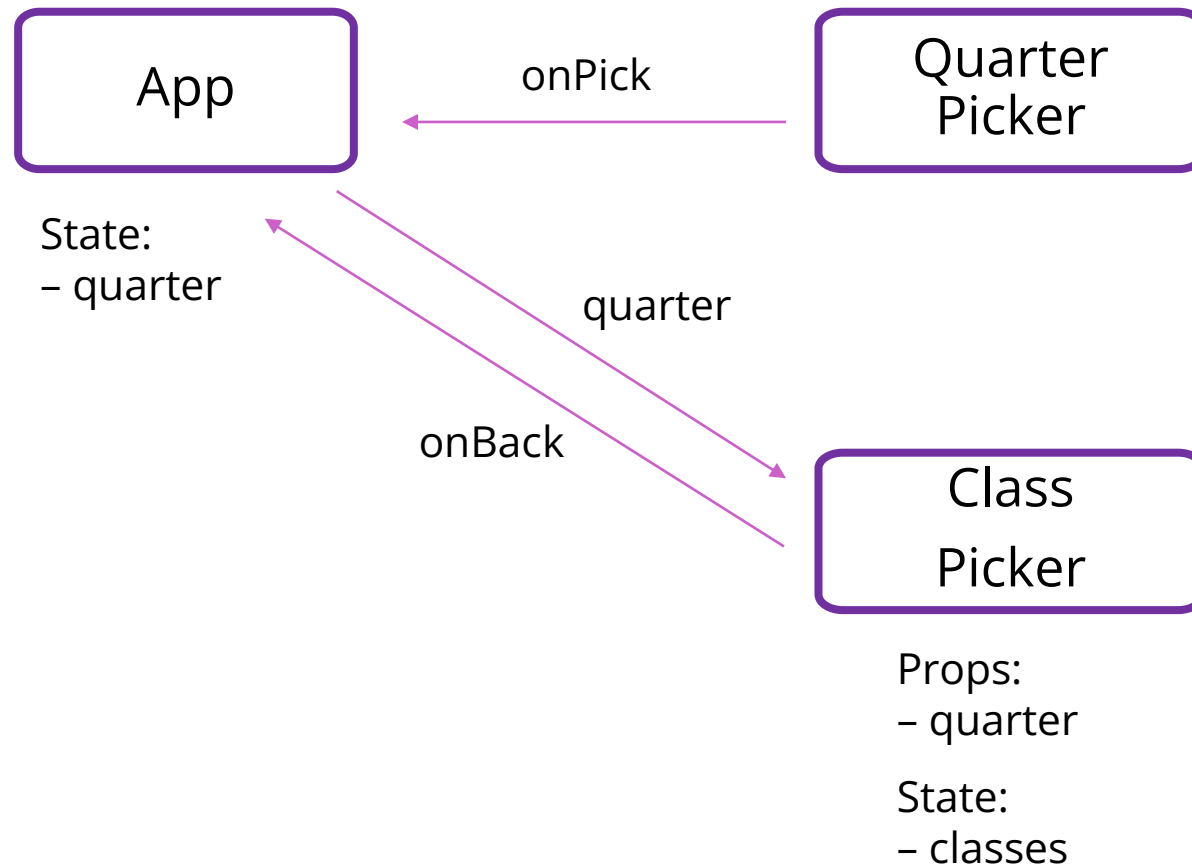 App
onPick
Quarter
Picker
State:
– quarter
quarter
onBack
Class
Picker
Props:
– quarter
State:
– classes